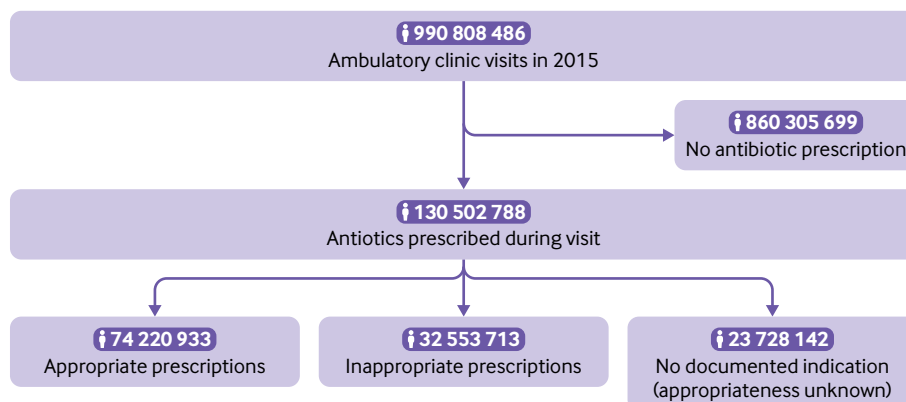 990 808 486
Ambulatory clinic visits in 2015
860 305 699
No antibiotic prescription
130 502 788
Antiotics prescribed during visit
74 220 933
Appropriate prescriptions
32 553 713
Inappropriate prescriptions
23 728 142
No documented indication
(appropriateness unknown)